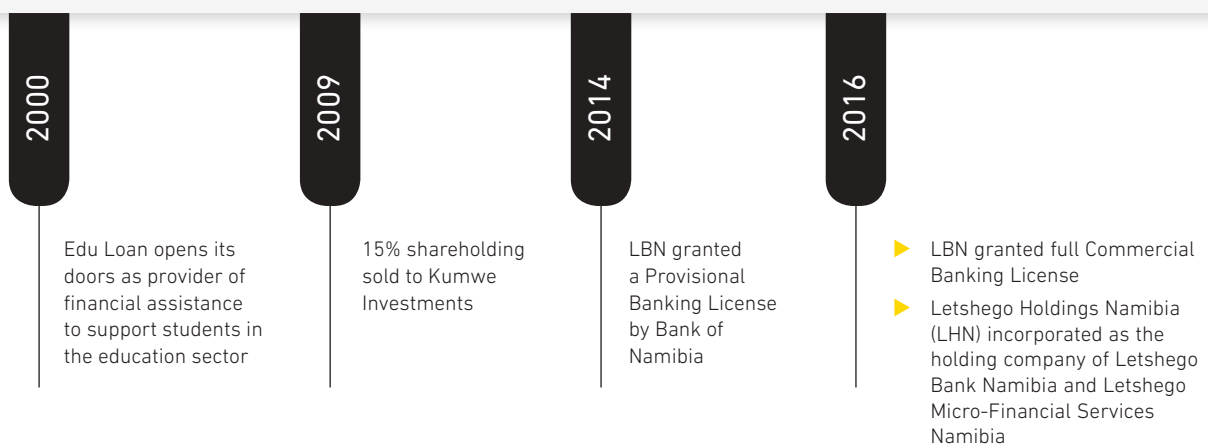 2000
Edu Loan opens its
doors as provider of
financial assistance
to support students in
the education sector
2009
15% shareholding
sold to Kumwe
Investments
2014
LBN granted
a Provisional
Banking License
by Bank of
Namibia
2016
LBN granted full Commercial
Banking License
Letshego Holdings Namibia
(LHN) incorporated as the
holding company of Letshego
Bank Namibia and Letshego
Micro-Financial Services
Namibia